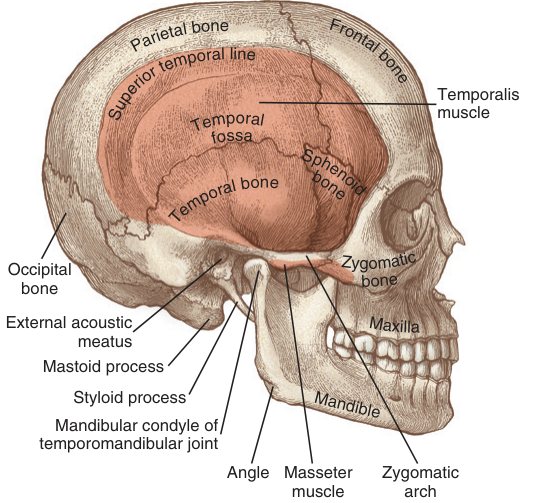 Parietal bone
Frontal bone
Superior temporal line
Temporalis
muscle
Temporal
fossa
Sphenoid
bone
Temporal bone
Occipital
bone
Zygomatic
bone
External acoustic
meatus
Maxilla
Mastoid process
Styloid process
Mandible
Mandibular condyle of
temporomandibular joint
Angle
Masseter
muscle
Zygomatic
arch